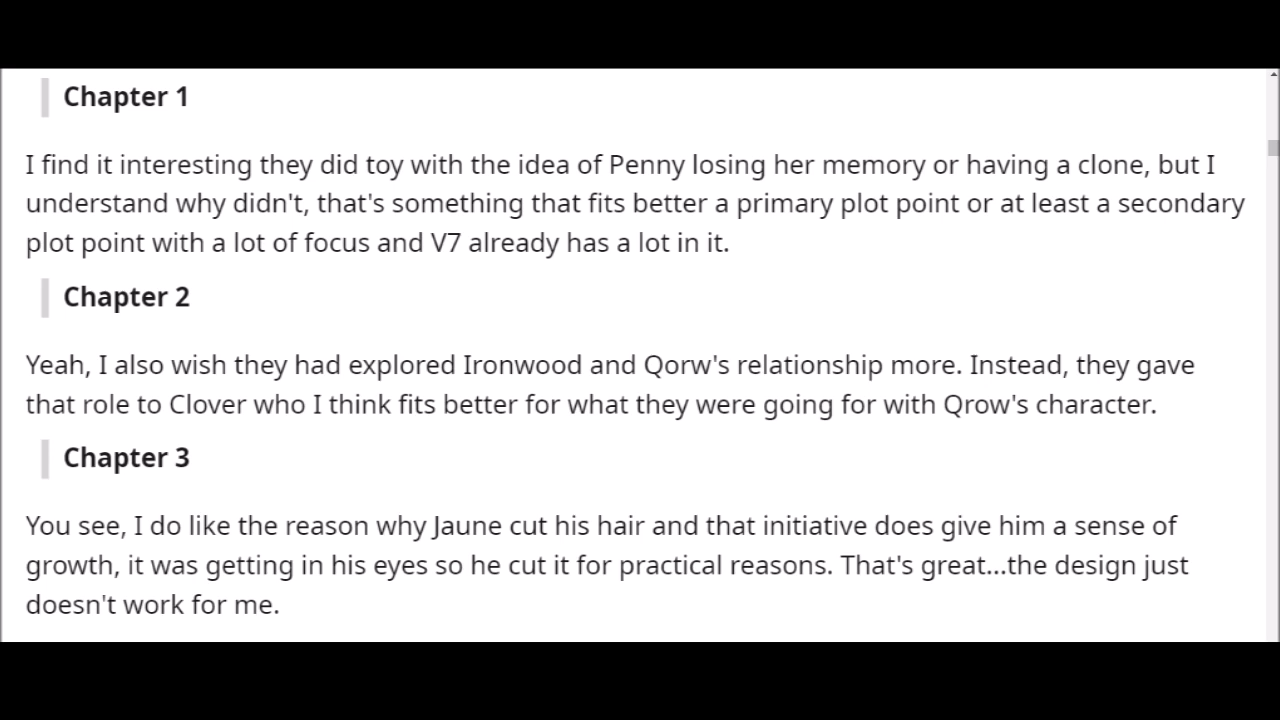 Chapter 1
I find it interesting they did toy with the idea of Penny losing her memory or having a clone, but I
understand why didn't, that's something that fits better a primary plot point or at least a secondary
plot point with a lot of focus and V7 already has a lot in it.
Chapter 2
Yeah, I also wish they had explored Ironwood and Qorw's relationship more. Instead, they gave
that role to Clover who I think fits better for what they were going for with Qrow's character.
Chapter 3
You see, I do like the reason why Jaune cut his hair and that initiative does give him a sense of
growth, it was getting in his eyes so he cut it for practical reasons. That's great...the design just
doesn't work for me.